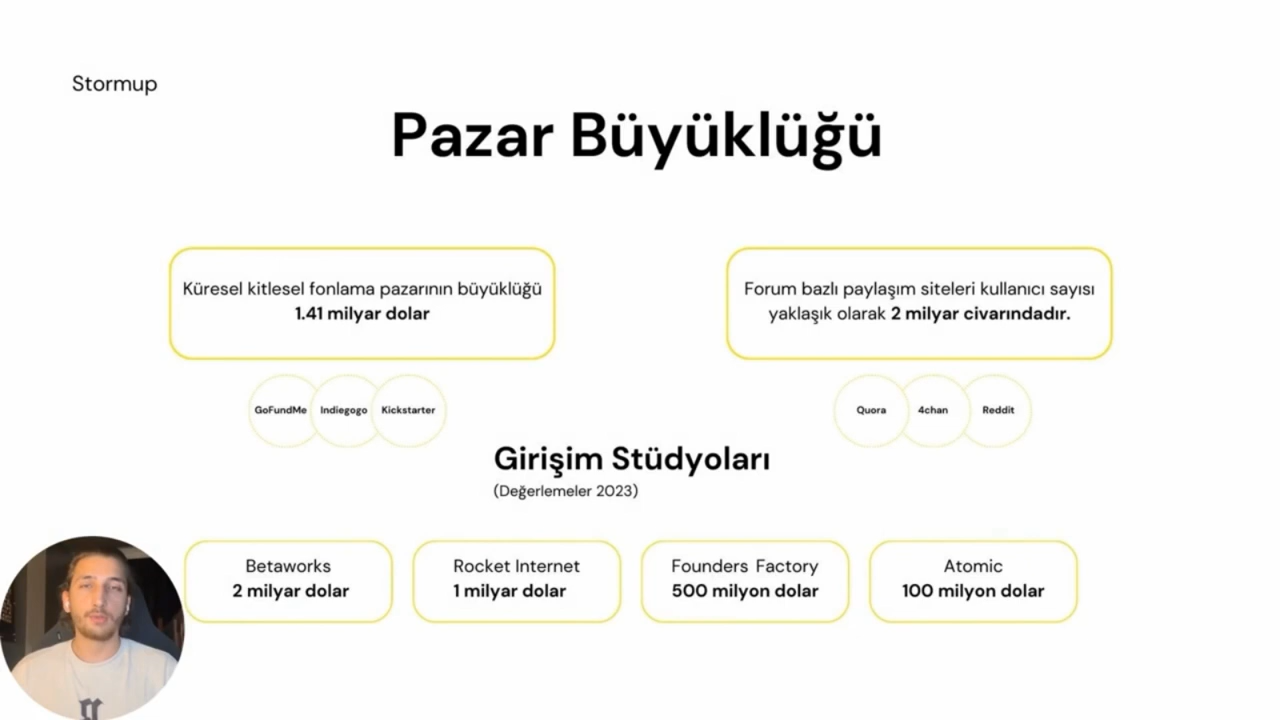 Stormup
Pazar Büyüklüğü
Küresel kitlesel fonlama pazarının büyüklüğü
1.41 milyar dolar
Forum bazlı paylaşım siteleri kullanıcı sayısı
yaklaşık olarak 2 milyar civarındadır.
GoFundMe Indiegogo Kickstarter
Quora 4chan Reddit
Girişim Stüdyoları
(Değerlemeler 2023)
Betaworks
2 milyar dolar
Rocket Internet
1 milyar dolar
Founders Factory
500 milyon dolar
Atomic
100 milyon dolar